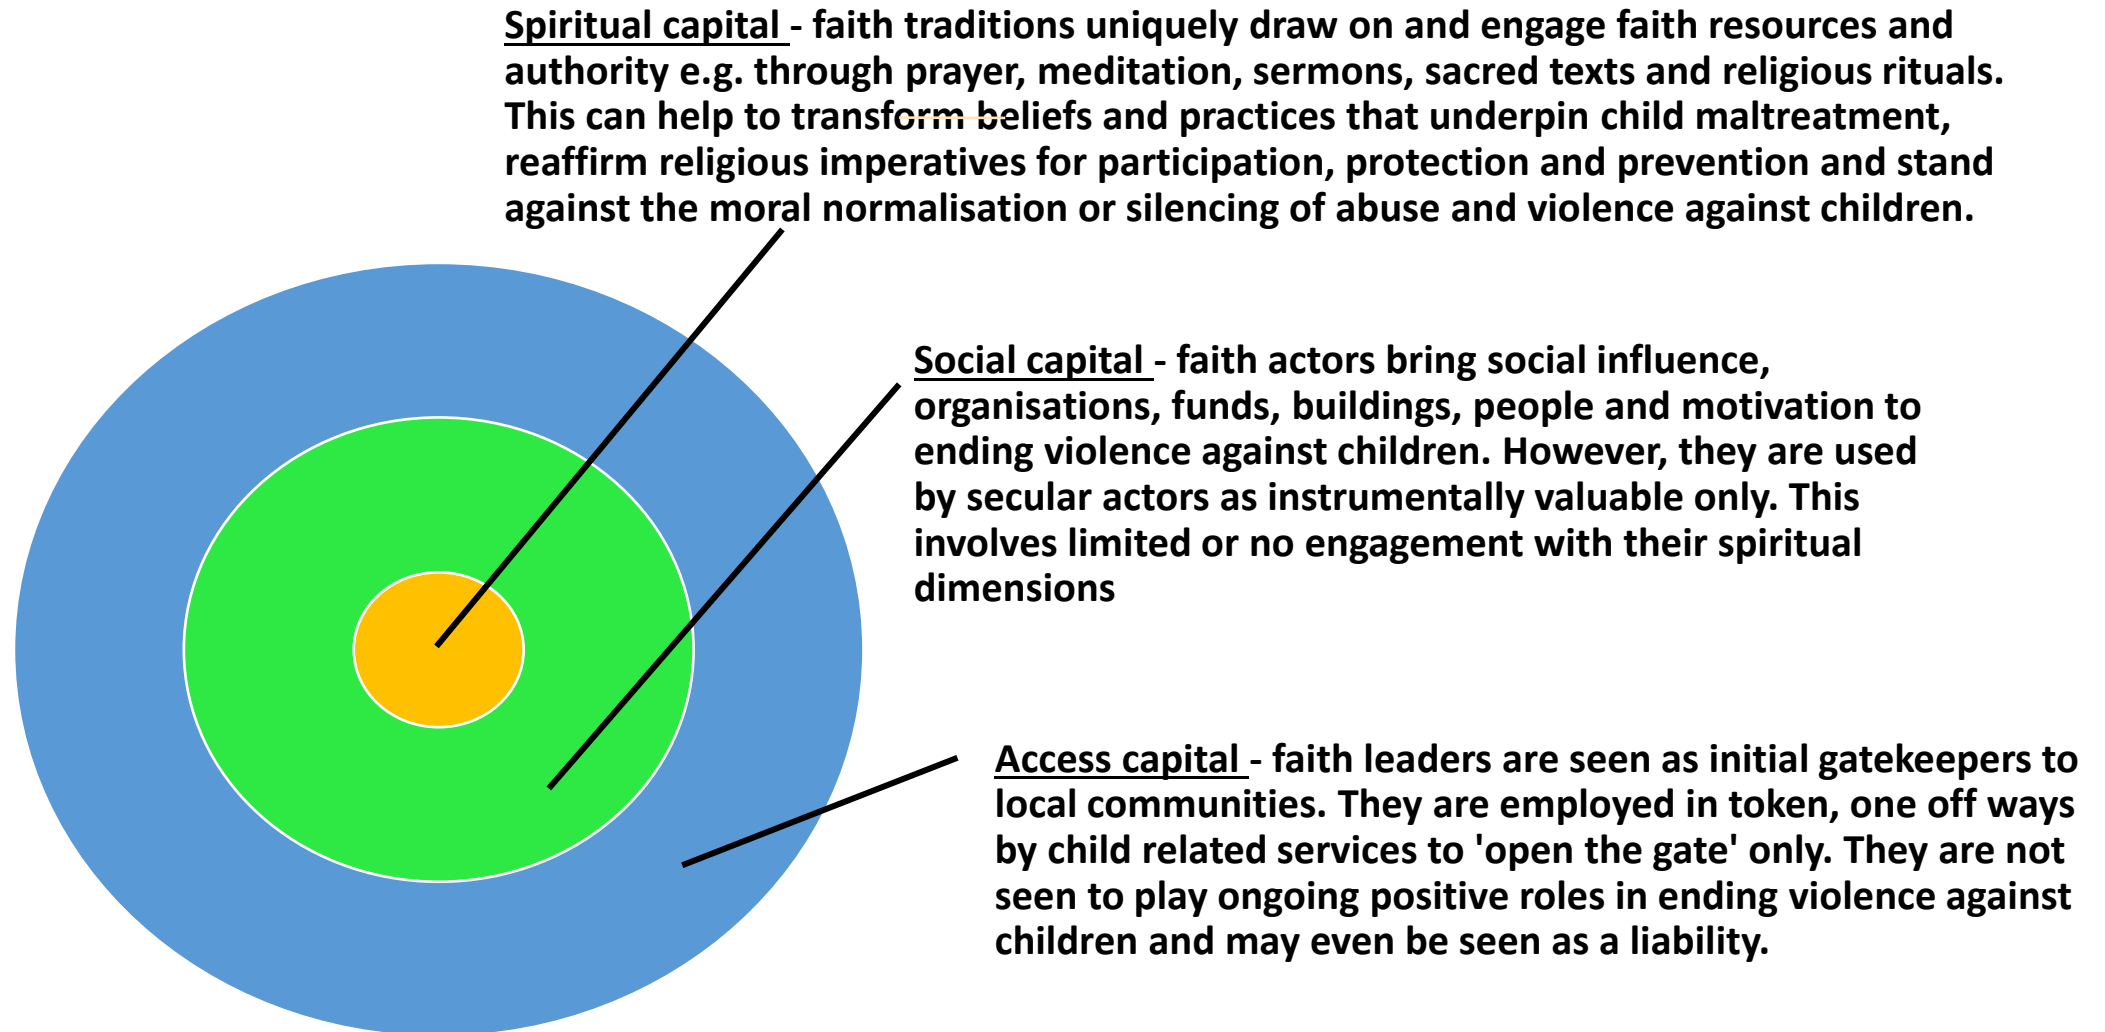 Spiritual capital - faith traditions uniquely draw on and engage faith resources and
authority e.g. through prayer, meditation, sermons, sacred texts and religious rituals.
This can help to transform beliefs and practices that underpin child maltreatment,
reaffirm religious imperatives for participation, protection and prevention and stand
against the moral normalisation or silencing of abuse and violence against children.
Social capital - faith actors bring social influence,
organisations, funds, buildings, people and motivation to
ending violence against children. However, they are used
by secular actors as instrumentally valuable only. This
involves limited or no engagement with their spiritual
dimensions
Access capital - faith leaders are seen as initial gatekeepers to
local communities. They are employed in token, one off ways
by child related services to 'open the gate' only. They are not
seen to play ongoing positive roles in ending violence against
children and may even be seen as a liability.